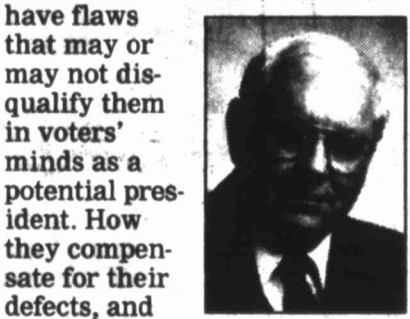 have flaws
that may or
may not dis-
qualify them
in voters'
minds as a
potential pres-
ident. How
they compen-
sate for their
defects, and